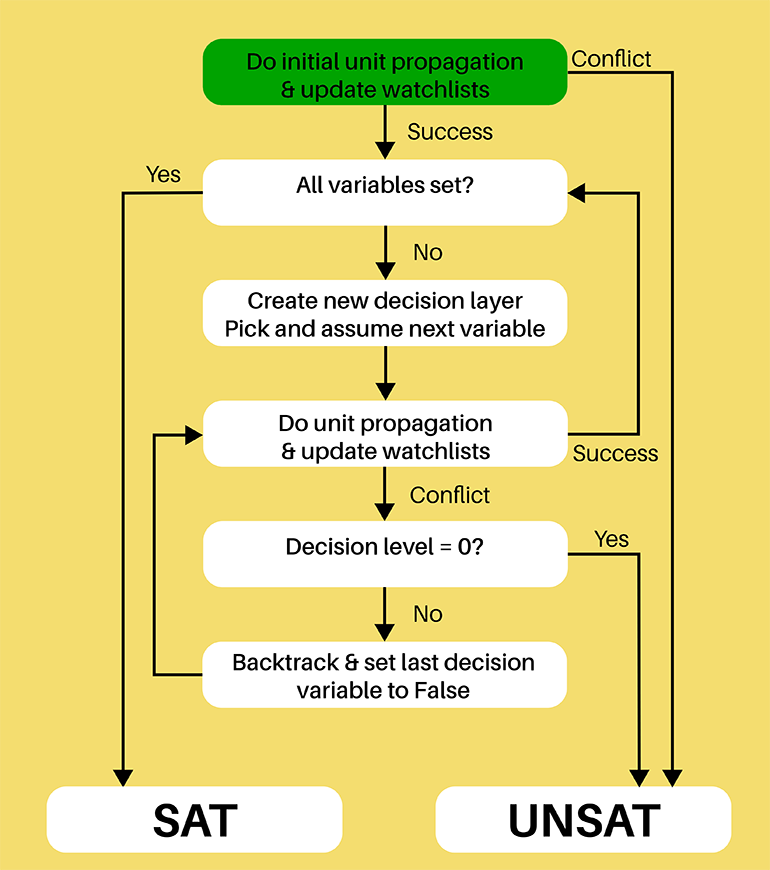 Do initial unit propagation
& update watchlists
Conflict
Success
Yes
All variables set?
No
Create new decision layer
Pick and assume next variable
Do unit propagation
& update watchlists
Success
Conflict
Decision level = 0?
Yes
No
Backtrack & set last decision
variable to False
SAT
UNSAT